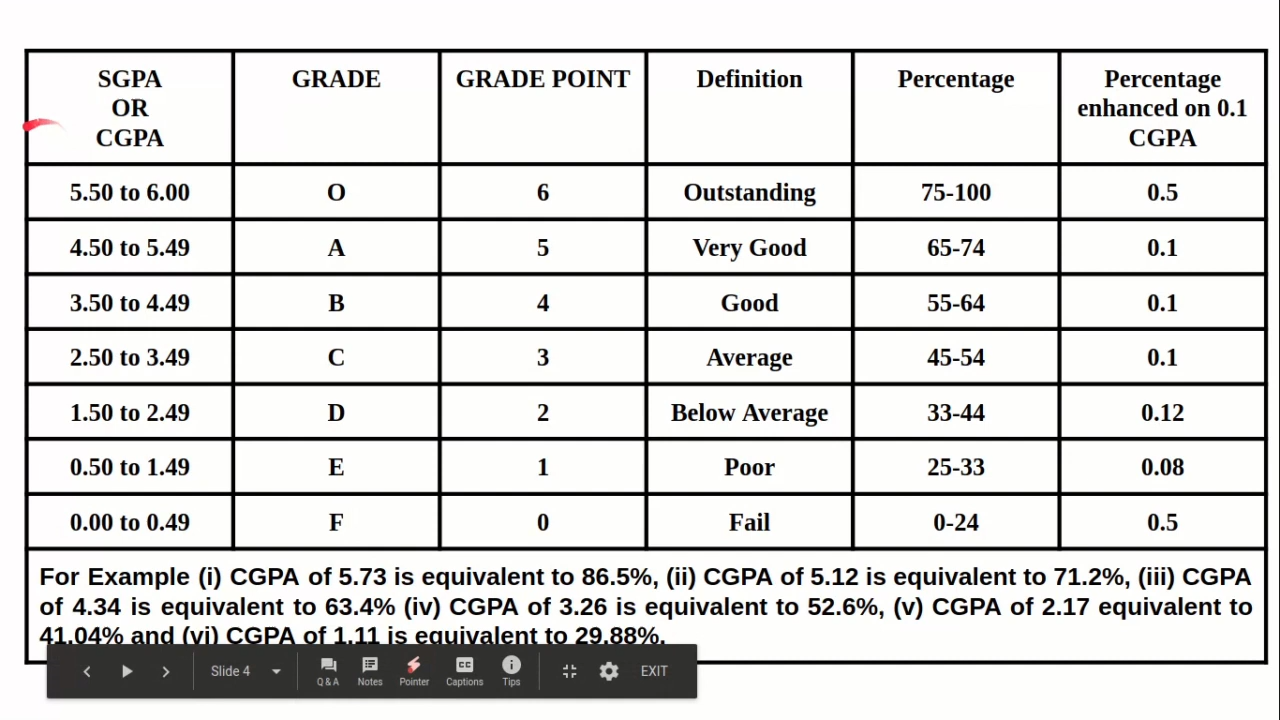 SGPA OR CGPA GRADE GRADE POINT Definition Percentage Percentage enhanced on 0.1 CGPA
5.50 to 6.00 O 6 Outstanding 75-100 0.5
4.50 to 5.49 A 5 Very Good 65-74 0.1
3.50 to 4.49 B 4 Good 55-64 0.1
2.50 to 3.49 C 3 Average 45-54 0.1
1.50 to 2.49 D 2 Below Average 33-44 0.12
0.50 to 1.49 E 1 Poor 25-33 0.08
0.00 to 0.49 F 0 Fail 0-24 0.5
For Example (i) CGPA of 5.73 is equivalent to 86.5%, (ii) CGPA of 5.12 is equivalent to 71.2%, (iii) CGPA
of 4.34 is equivalent to 63.4% (iv) CGPA of 3.26 is equivalent to 52.6%, (v) CGPA of 2.17 equivalent to
41.04% and (vi) CGPA of 1.11 is equivalent to 29.88%.
Slide 4 Q & A Notes Pointer Captions Tips EXIT